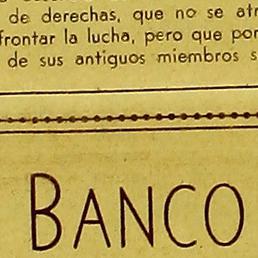 de derechas, que no se atr
frontar la lucha, pero que por
de sus antiguos miembros s
BANCO